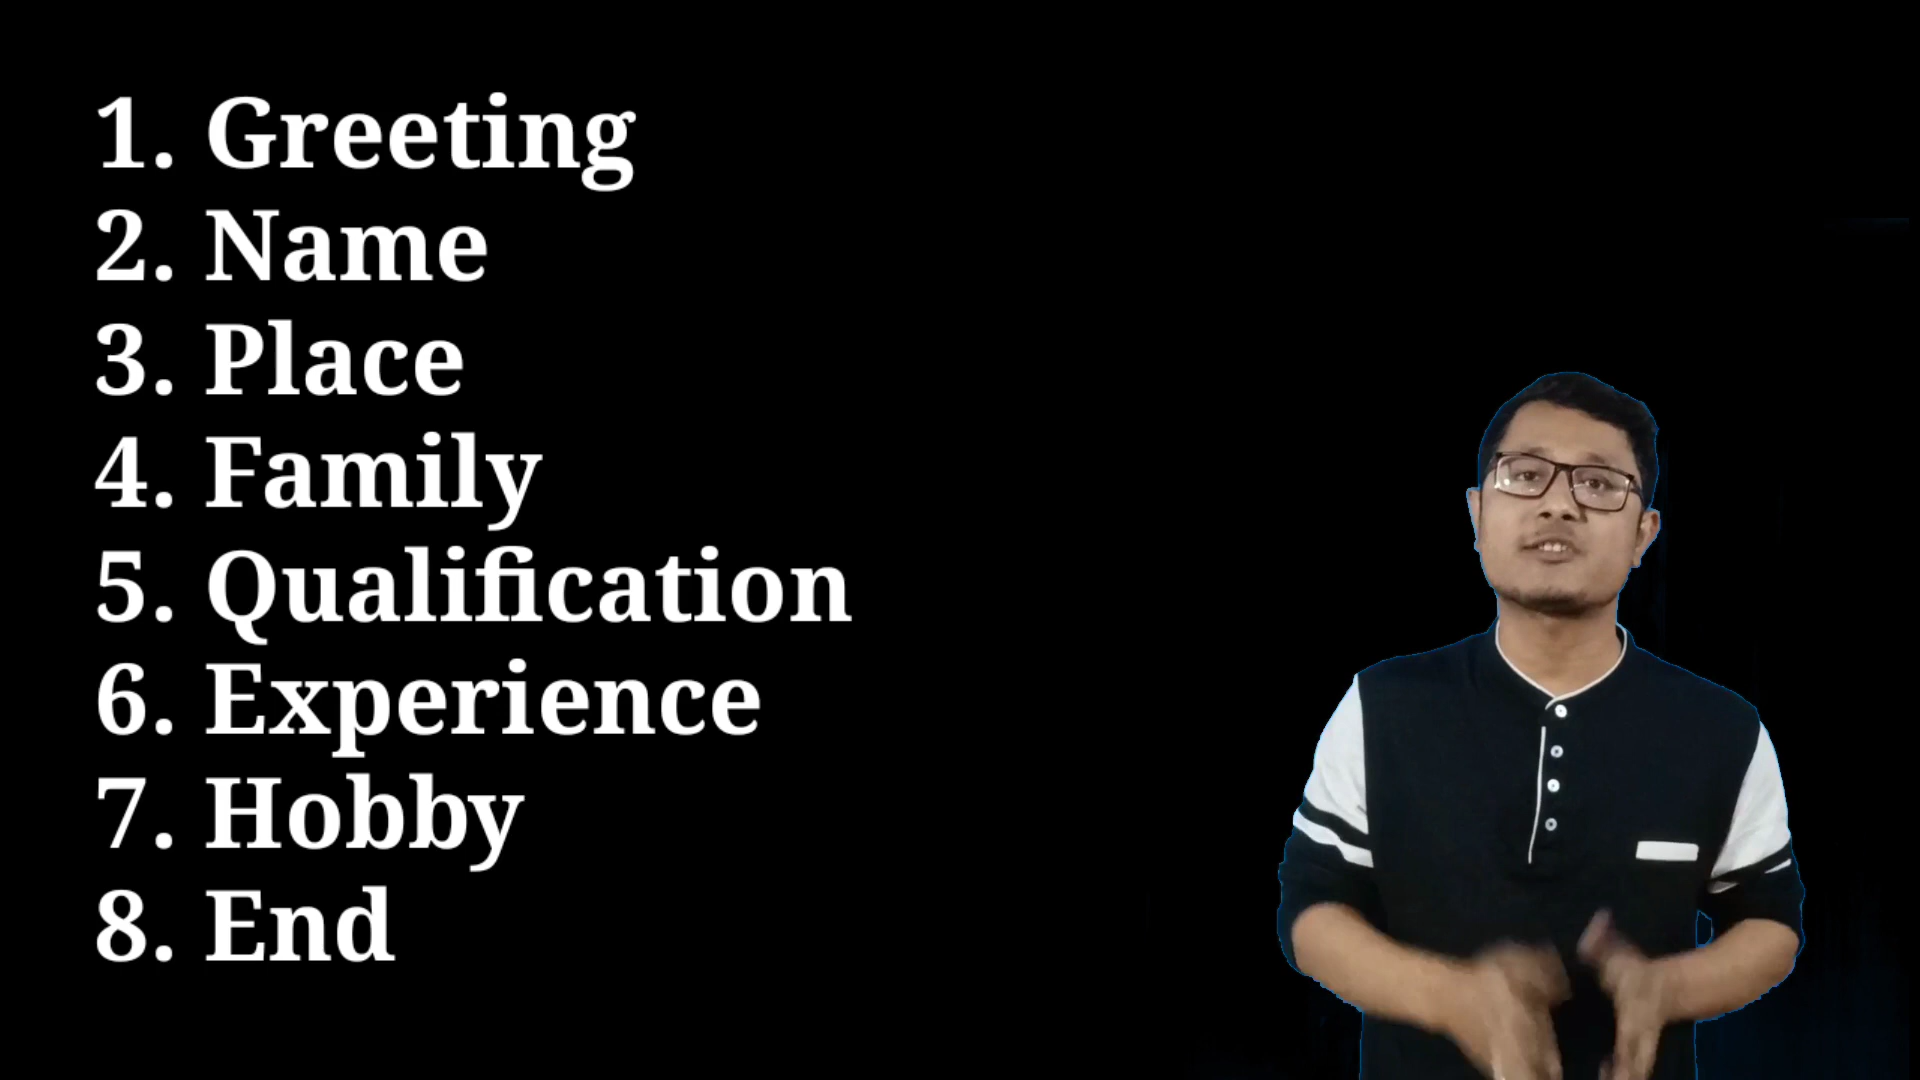 1. Greeting
2. Name
3. Place
4. Family
5. Qualification
6. Experience
7. Hobby
8. End